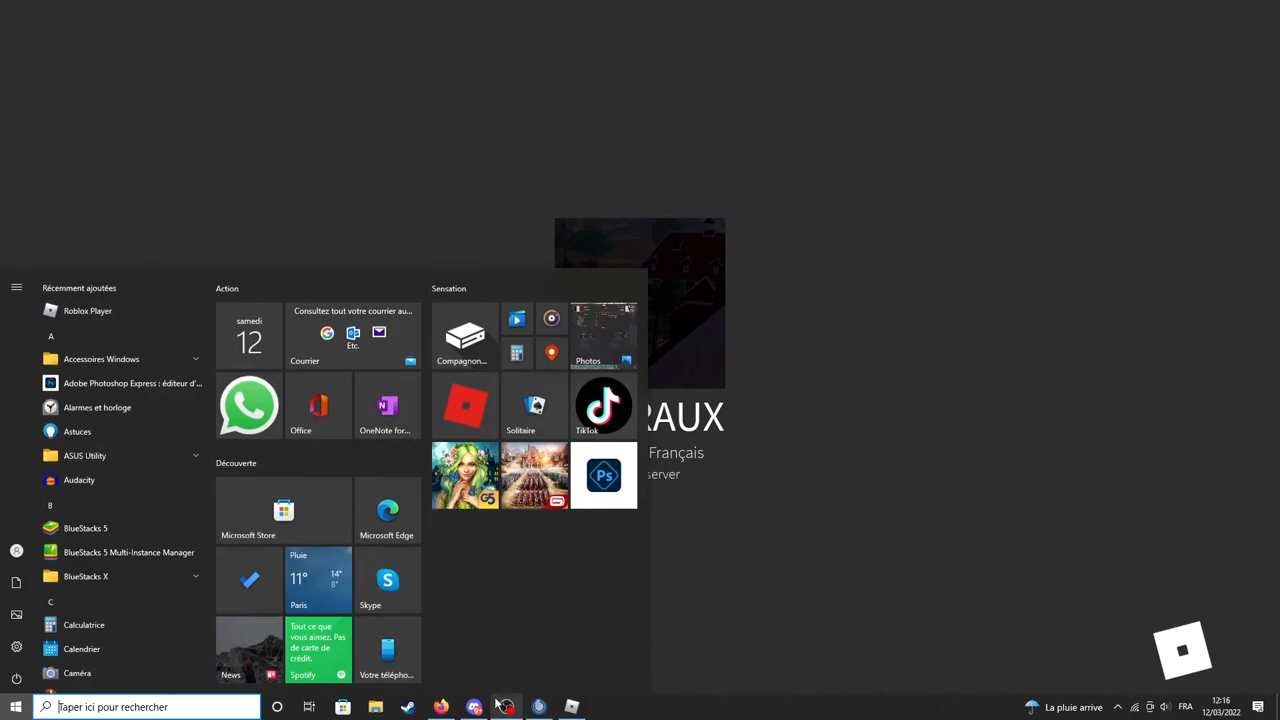 Récemment ajoutées
Roblox Player
A
Accessoires Windows
Adobe Photoshop Express : éditeur d'...
Alarmes et horloge
Astuces
ASUS Utility
Audacity
B
BlueStacks 5
BlueStacks 5 Multi-Instance Manager
BlueStacks X
C
Calculatrice
Calendrier
Caméra
Action
samedi
12
Consultez tout votre courrier au...
Etc.
Courrier
Office
OneNote for...
Découverte
Microsoft Store
Microsoft Edge
Pluie
11°
14°
8°
Paris
Skype
News
Tout ce que
vous aimez. Pas
de carte de
crédit.
Spotify
Votre télépho...
Sensation
Compagnon...
Photos
Solitaire
TikTok
G5
Ps
RAUX
Français
server
Taper ici pour rechercher
La pluie arrive
FRA
12:16
12/03/2022